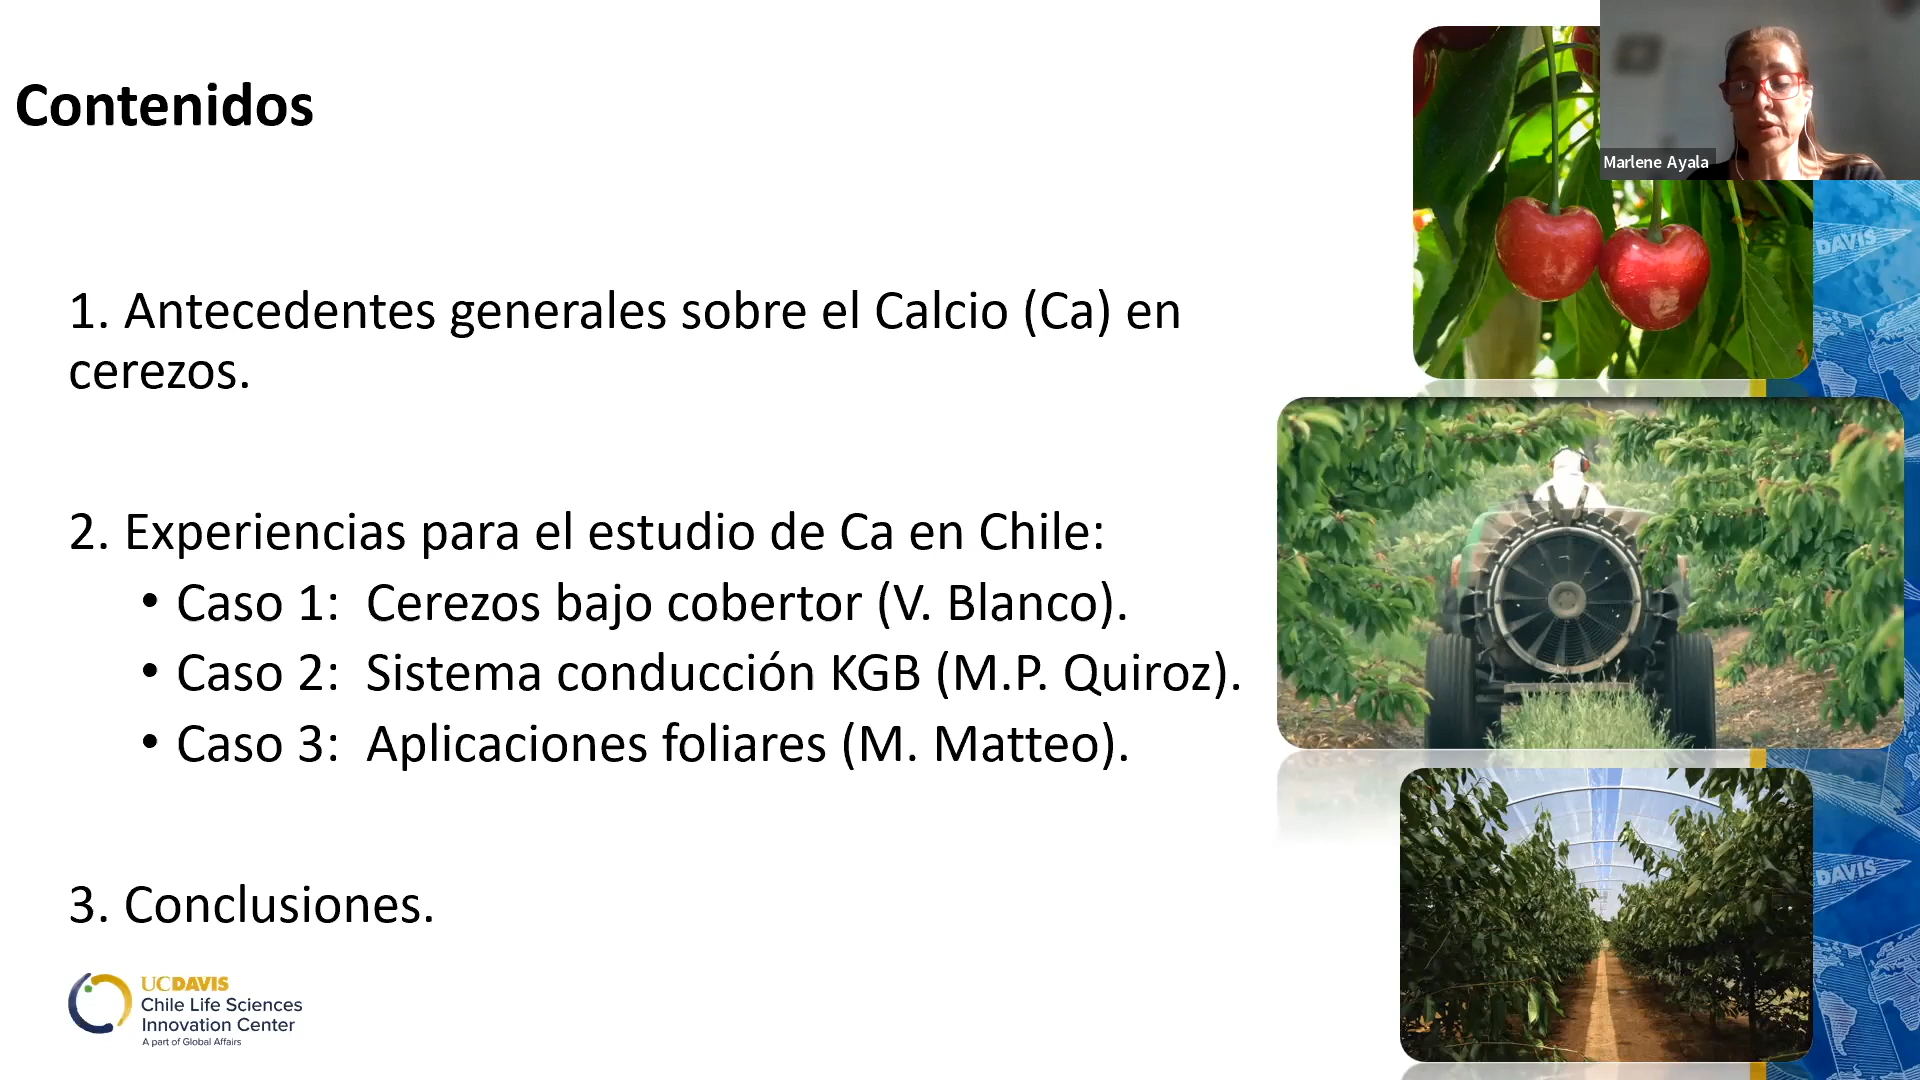 Contenidos
Marlene Ayala
1. Antecedentes generales sobre el Calcio (Ca) en
cerezos.
2. Experiencias para el estudio de Ca en Chile:
• Caso 1: Cerezos bajo cobertor (V. Blanco).
• Caso 2: Sistema conducción KGB (M.P. Quiroz).
• Caso 3: Aplicaciones foliares (M. Matteo).
3. Conclusiones.
UCDAVIS
Chile Life Sciences
Innovation Center
A part of Global Affairs
DAVIS
DAVIS